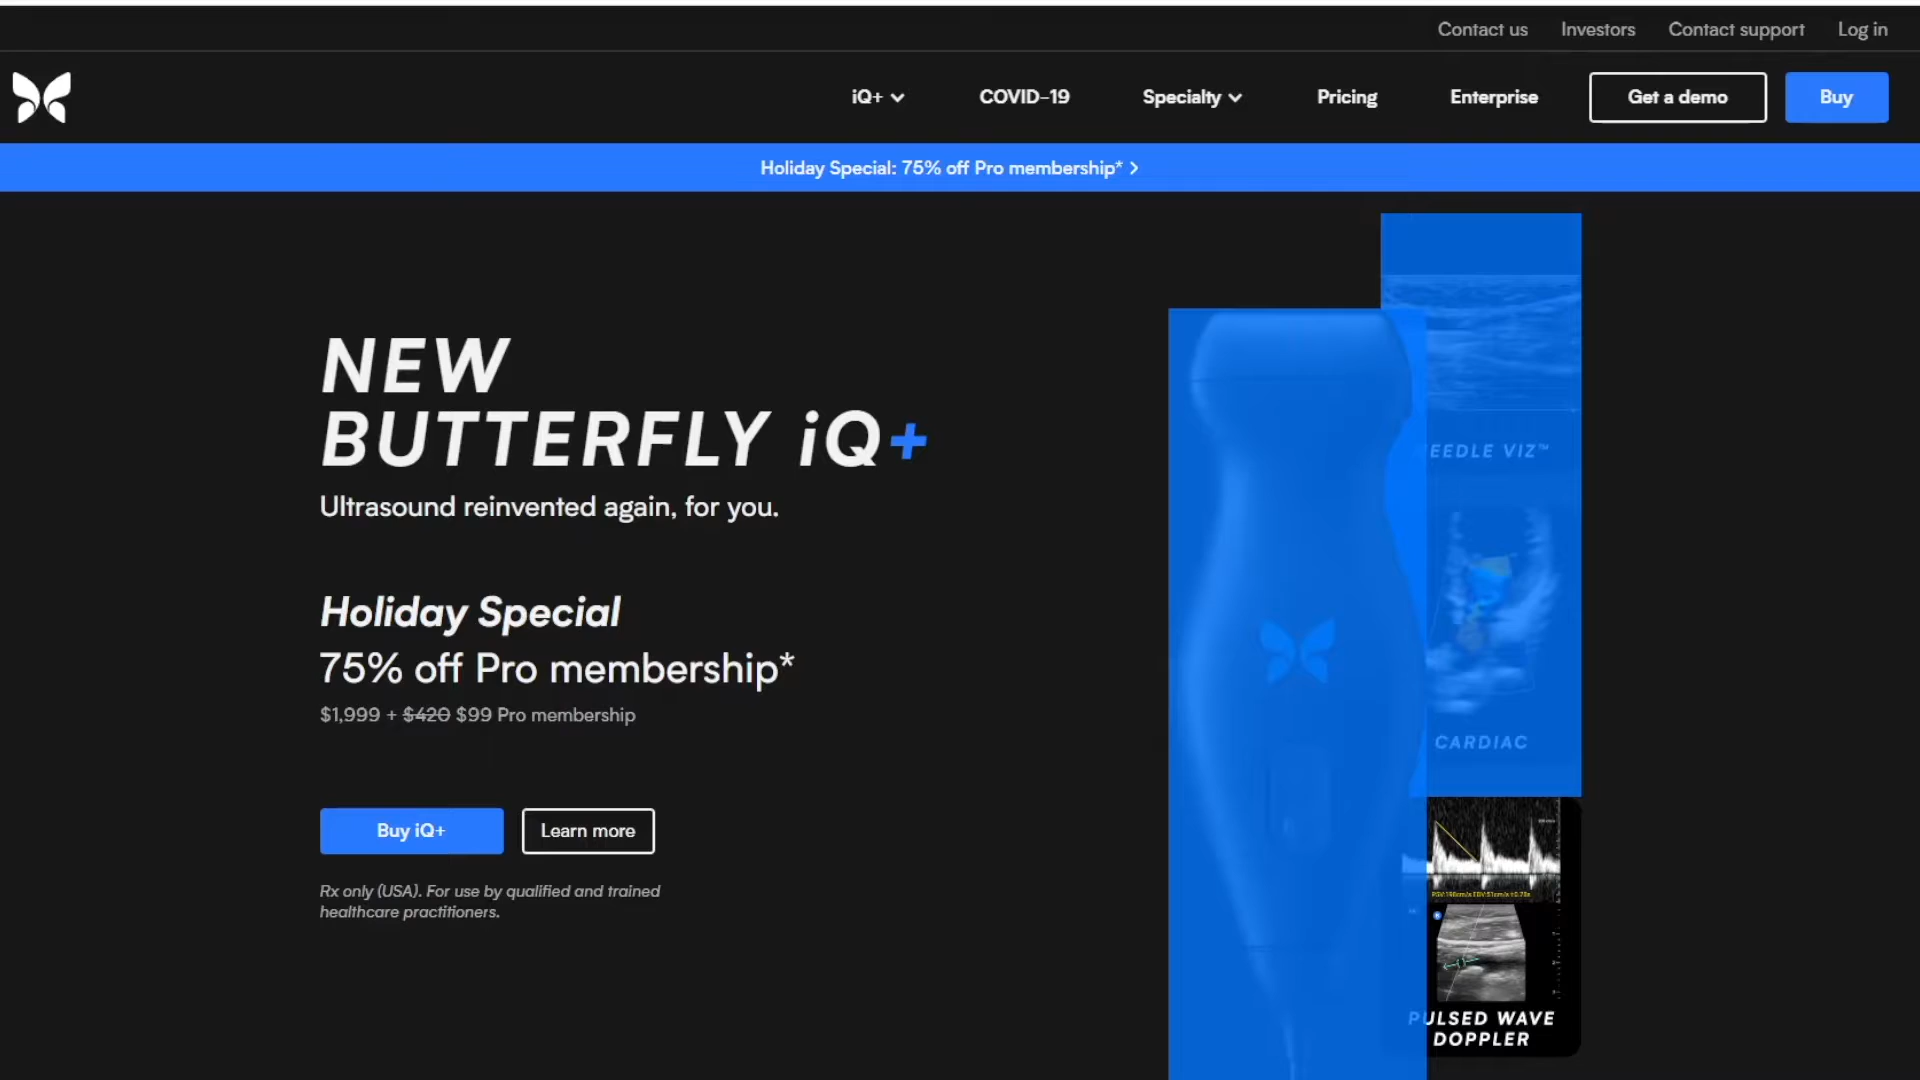 Contact us Investors Contact support Log in
iQ+ COVID-19 Specialty Pricing Enterprise Get a demo Buy
Holiday Special: 75% off Pro membership*
NEW
BUTTERFLY iQ+
Ultrasound reinvented again, for you.
Holiday Special
75% off Pro membership*
$1,999 + $420 $99 Pro membership
Buy iQ+ Learn more
Rx only (USA). For use by qualified and trained
healthcare practitioners.
EEDLE VIZ™
CARDIAC
PULSED WAVE
DOPPLER